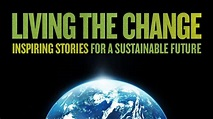 LIVING THE CHANGE
INSPIRING STORIES FOR A SUSTAINABLE FUTURE